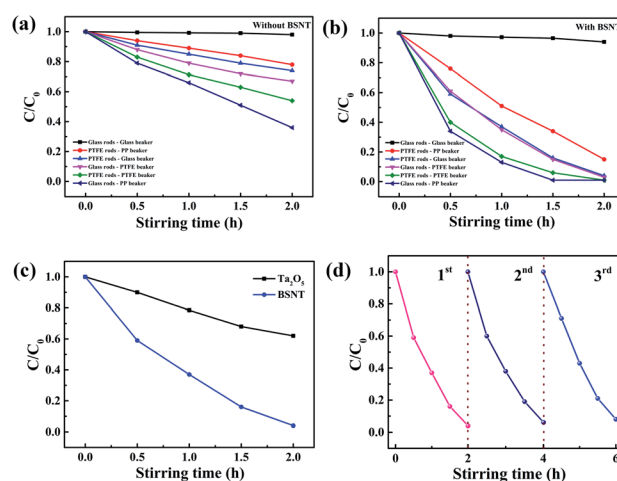 (a)
Without BSNT
C/C0
1.0
0.8
0.6
0.4
0.2
0.0
Glass rods - Glass beaker
PTFE rods - PP beaker
PTFE rods - Glass beaker
Glass rods - PTFE beaker
PTFE rods - PTFE beaker
Glass rods - PP beaker
0.0 0.5 1.0 1.5 2.0
Stirring time (h)
(b)
With BSNT
C/C0
1.0
0.8
0.6
0.4
0.2
0.0
Glass rods - Glass beaker
PTFE rods - PP beaker
PTFE rods - Glass beaker
Glass rods - PTFE beaker
PTFE rods - PTFE beaker
Glass rods - PP beaker
0.0 0.5 1.0 1.5 2.0
Stirring time (h)
(c)
Ta2O5
BSNT
C/C0
1.0
0.8
0.6
0.4
0.2
0.0
0.0 0.5 1.0 1.5 2.0
Stirring time (h)
(d)
1st 2nd 3rd
C/C0
1.0
0.8
0.6
0.4
0.2
0.0
0 2 4 6
Stirring time (h)